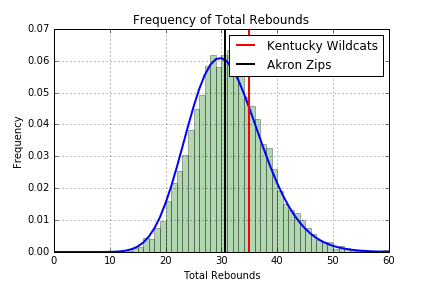 Frequency of Total Rebounds
0.07
0.06
0.05
0.04
0.03
0.02
0.01
0.00
Frequency
Kentucky Wildcats
Akron Zips
0 10 20 30 40 50 60
Total Rebounds